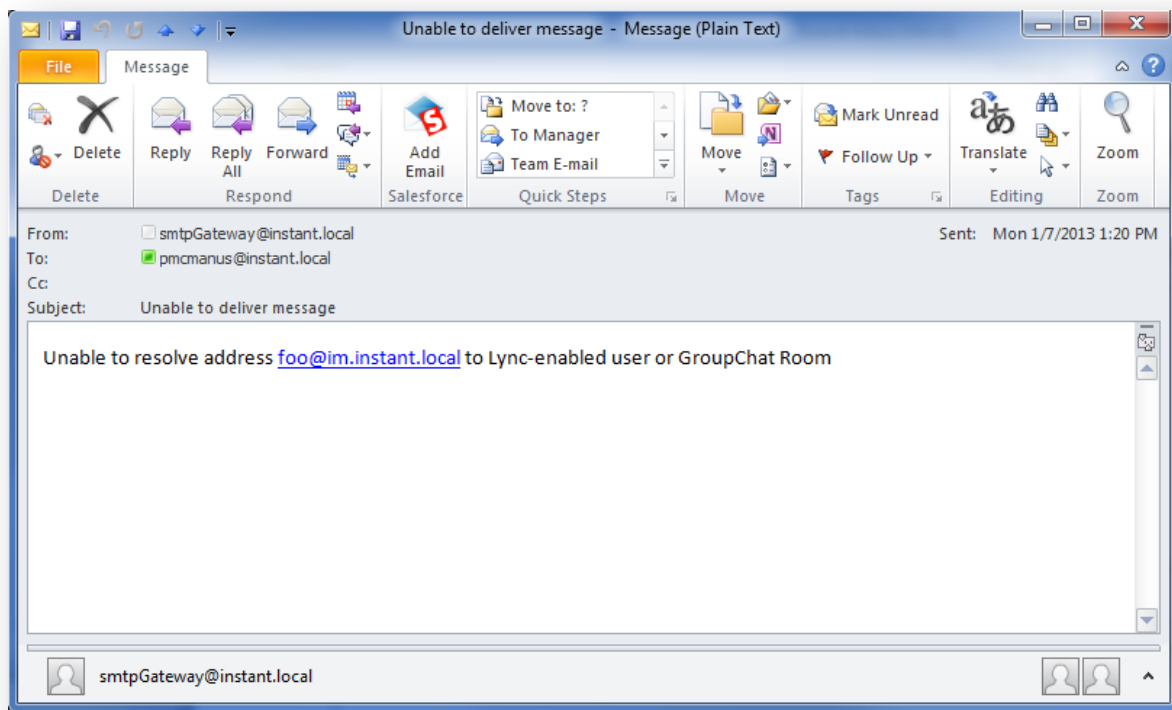 Unable to deliver message - Message (Plain Text)
File Message
Move to: ?
To Manager
Team E-mail
Mark Unread
Follow Up
Delete Reply Reply All Forward Add Email Move Translate Zoom
Delete Respond Salesforce Quick Steps Move Tags Editing Zoom
From: smtpGateway@instant.local Sent: Mon 1/7/2013 1:20 PM
To: pmcmanus@instant.local
Cc:
Subject: Unable to deliver message
Unable to resolve address foo@im.instant.local to Lync-enabled user or GroupChat Room
smtpGateway@instant.local